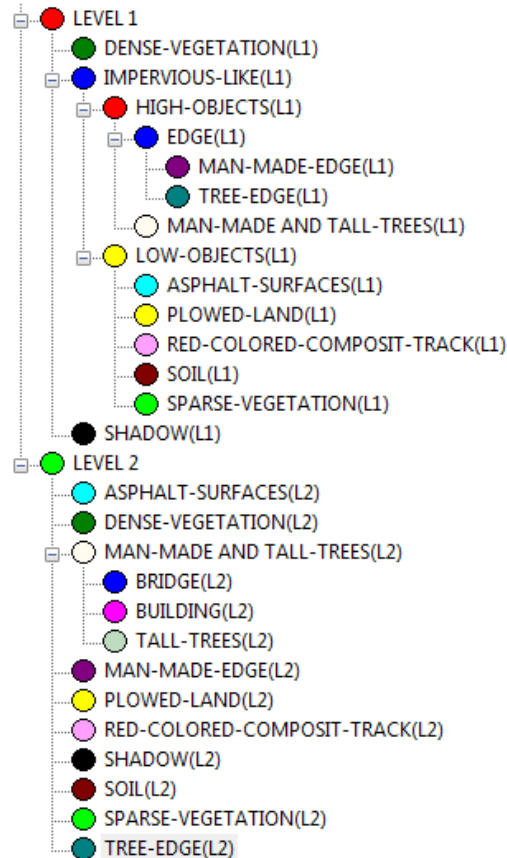 LEVEL 1
DENSE-VEGETATION(L1)
IMPERVIOUS-LIKE(L1)
HIGH-OBJECTS(L1)
EDGE(L1)
MAN-MADE-EDGE(L1)
TREE-EDGE(L1)
MAN-MADE AND TALL-TREES(L1)
LOW-OBJECTS(L1)
ASPHALT-SURFACES(L1)
PLOWED-LAND(L1)
RED-COLORED-COMPOSIT-TRACK(L1)
SOIL(L1)
SPARSE-VEGETATION(L1)
SHADOW(L1)
LEVEL 2
ASPHALT-SURFACES(L2)
DENSE-VEGETATION(L2)
MAN-MADE AND TALL-TREES(L2)
BRIDGE(L2)
BUILDING(L2)
TALL-TREES(L2)
MAN-MADE-EDGE(L2)
PLOWED-LAND(L2)
RED-COLORED-COMPOSIT-TRACK(L2)
SHADOW(L2)
SOIL(L2)
SPARSE-VEGETATION(L2)
TREE-EDGE(L2)